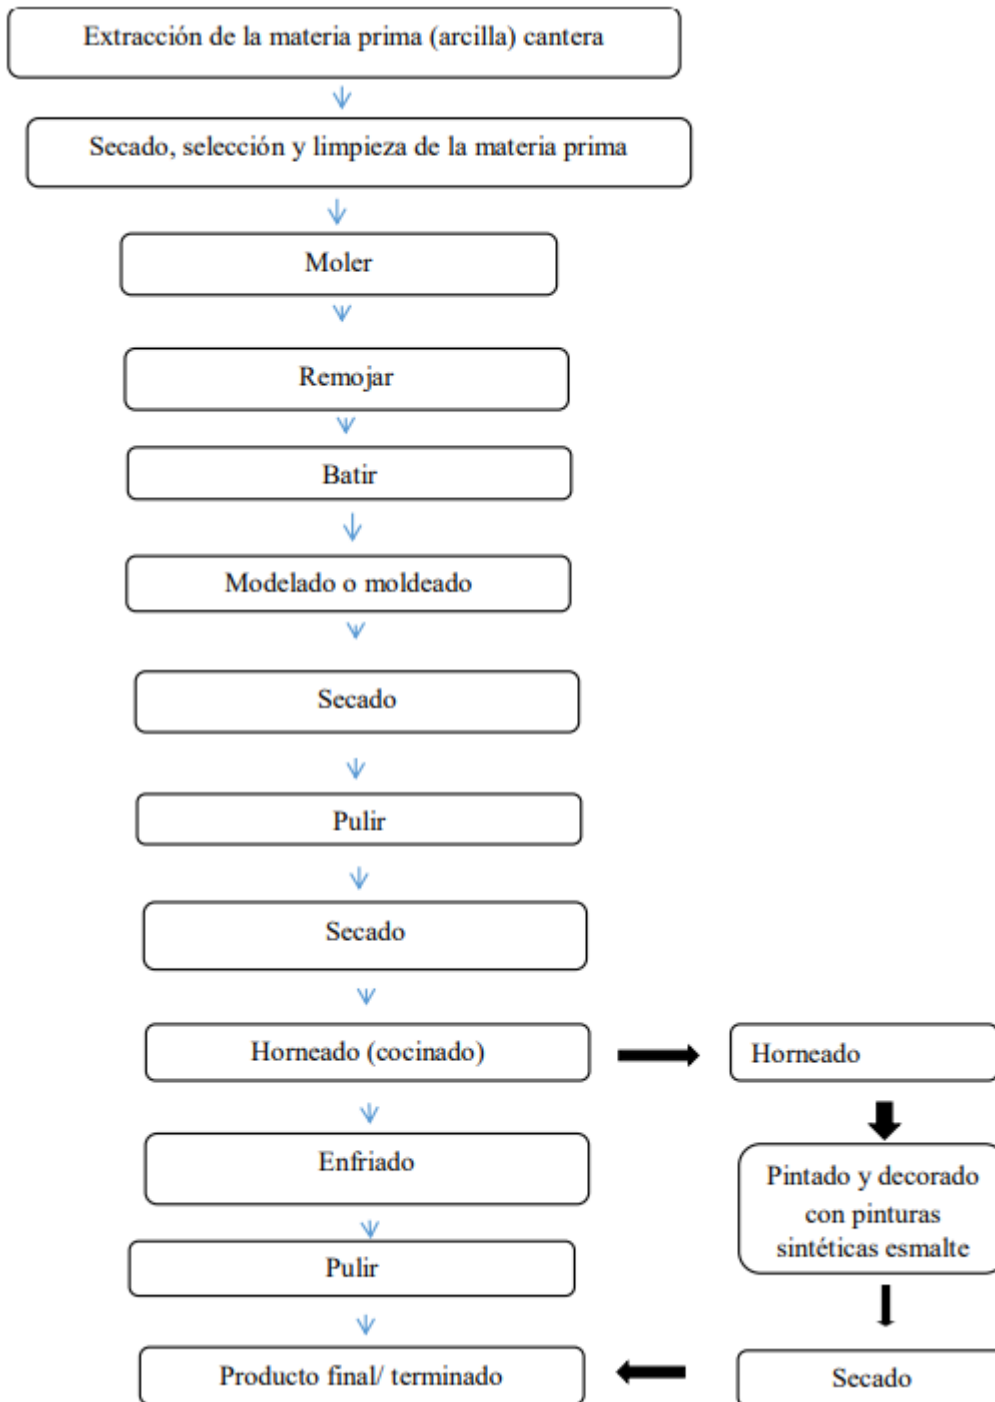 Extracción de la materia prima (arcilla) cantera
Secado, selección y limpieza de la materia prima
Moler
Remojar
Batir
Modelado o moldeado
Secado
Pulir
Secado
Horneado (cocinado)
Horneado
Enfriado
Pintado y decorado
con pinturas
sintéticas esmalte
Pulir
Producto final/ terminado
Secado